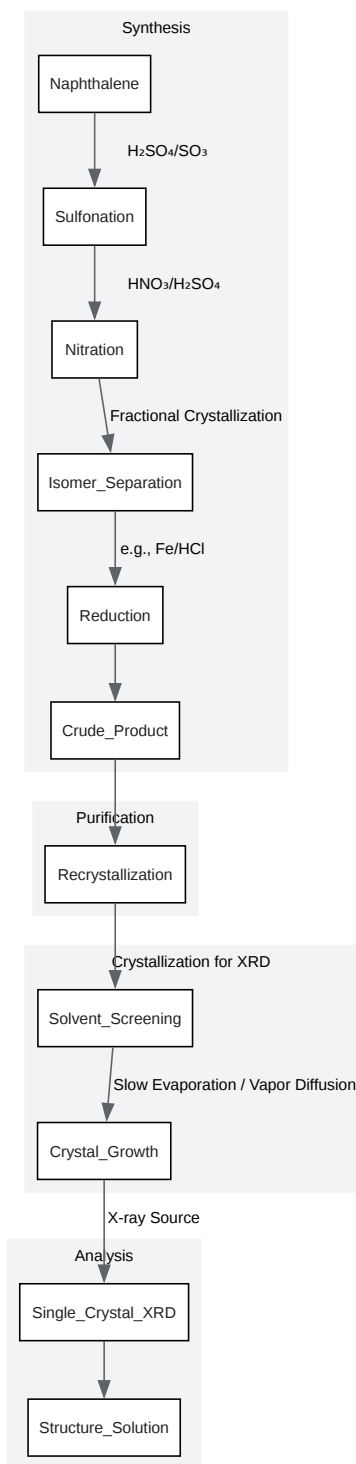 Synthesis
Naphthalene
H₂SO₄/SO₃
Sulfonation
HNO₃/H₂SO₄
Nitration
Fractional Crystallization
Isomer_Separation
e.g., Fe/HCl
Reduction
Crude_Product
Purification
Recrystallization
Crystallization for XRD
Solvent_Screening
Slow Evaporation / Vapor Diffusion
Crystal_Growth
X-ray Source
Analysis
Single_Crystal_XRD
Structure_Solution